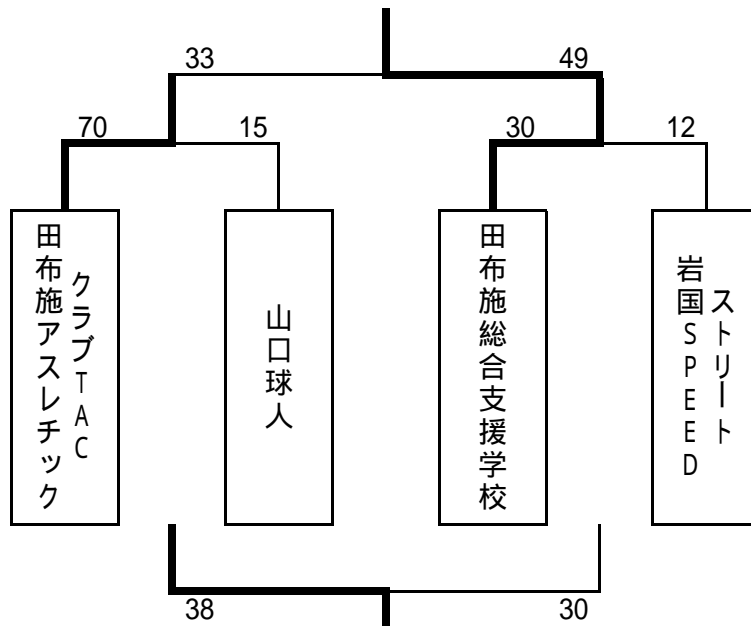 33
49
70
15
30
12
田布施アスレチック
クラブTAC
山口球人
田布施総合支援学校
岩国SPEED
ストリート
38
30